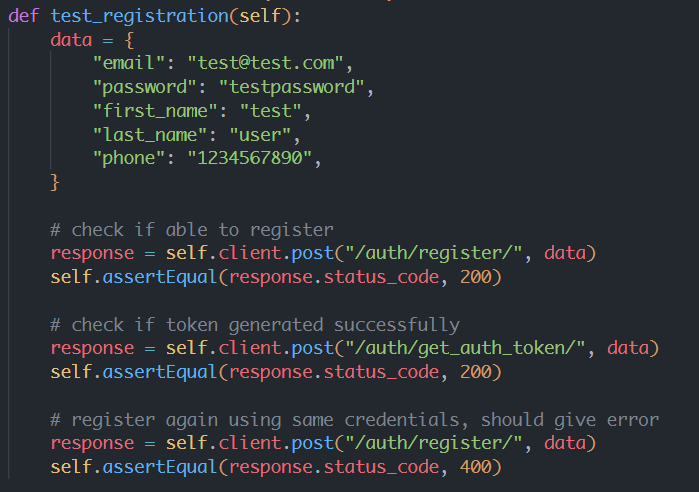 def test_registration(self):
    data = {
        "email": "test@test.com",
        "password": "testpassword",
        "first_name": "test",
        "last_name": "user",
        "phone": "1234567890",
    }

    # check if able to register
    response = self.client.post("/auth/register/", data)
    self.assertEqual(response.status_code, 200)

    # check if token generated successfully
    response = self.client.post("/auth/get_auth_token/", data)
    self.assertEqual(response.status_code, 200)

    # register again using same credentials, should give error
    response = self.client.post("/auth/register/", data)
    self.assertEqual(response.status_code, 400)